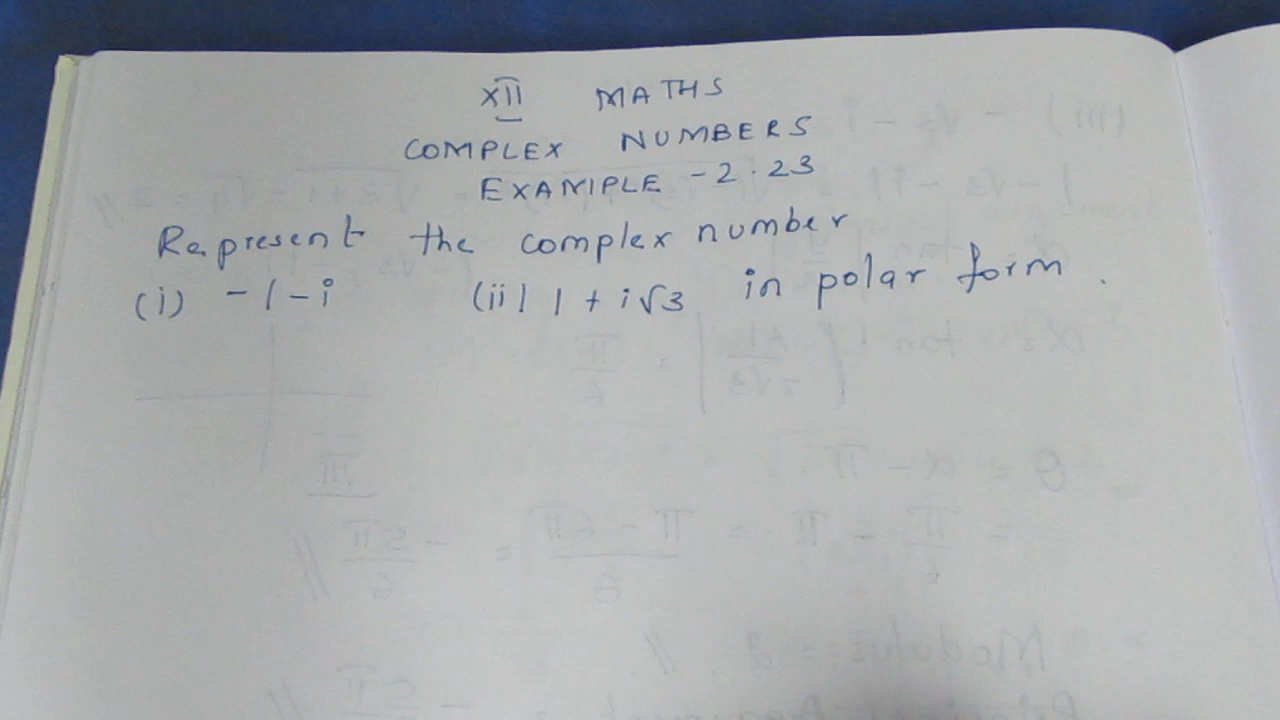 XII MATHS
COMPLEX NUMBERS
EXAMPLE - 2.23
Represent the complex number
(i) -1-i (ii) 1 + i√3 in polar form.